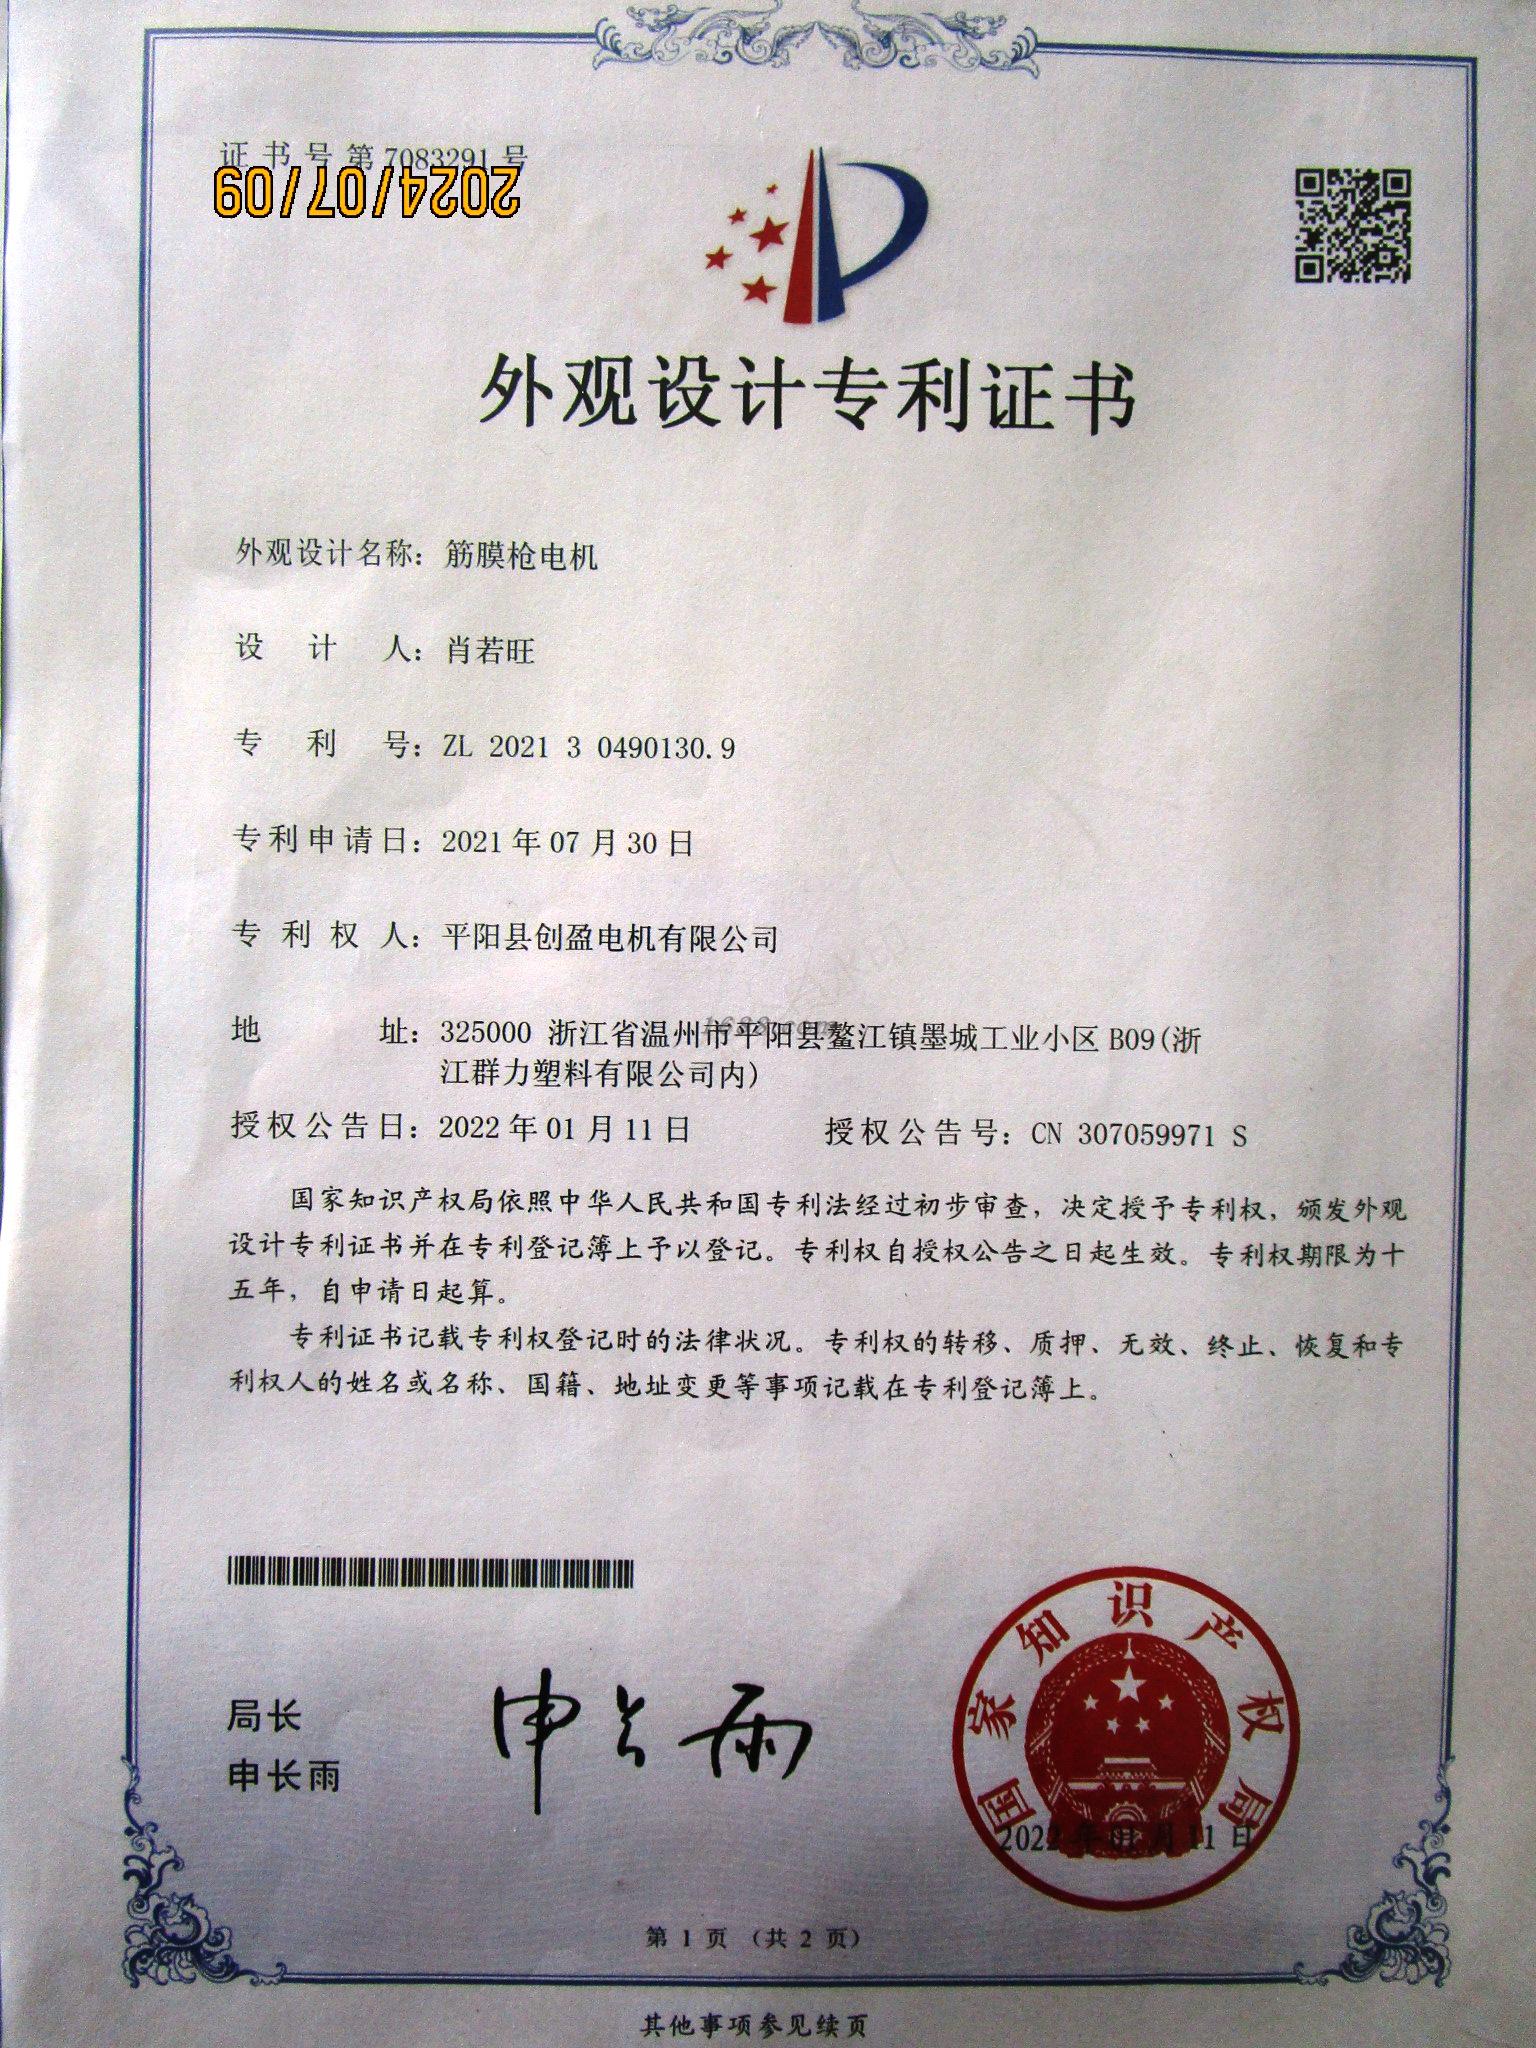 证书号第7083291号
2024/07/09
外观设计专利证书
外观设计名称：筋膜枪电机
设计人：肖若旺
专利号：ZL 2021 3 0490130.9
专利申请日：2021年07月30日
专利权人：平阳县创盈电机有限公司
地址：325000 浙江省温州市平阳县鳌江镇墨城工业小区B09(浙
江群力塑料有限公司内)
1688.com
授权公告日：2022年01月11日 授权公告号：CN 307059971 S
国家知识产权局依照中华人民共和国专利法经过初步审查，决定授予专利权，颁发外观
设计专利证书并在专利登记簿上予以登记。专利权自授权公告之日起生效。专利权期限为十
五年，自申请日起算。
专利证书记载专利权登记时的法律状况。专利权的转移、质押、无效、终止、恢复和专
利权人的姓名或名称、国籍、地址变更等事项记载在专利登记簿上。
局长
申长雨
申长雨
国家知识产权局
2022年01月11日
第 1 页 （共 2 页）
其他事项参见续页